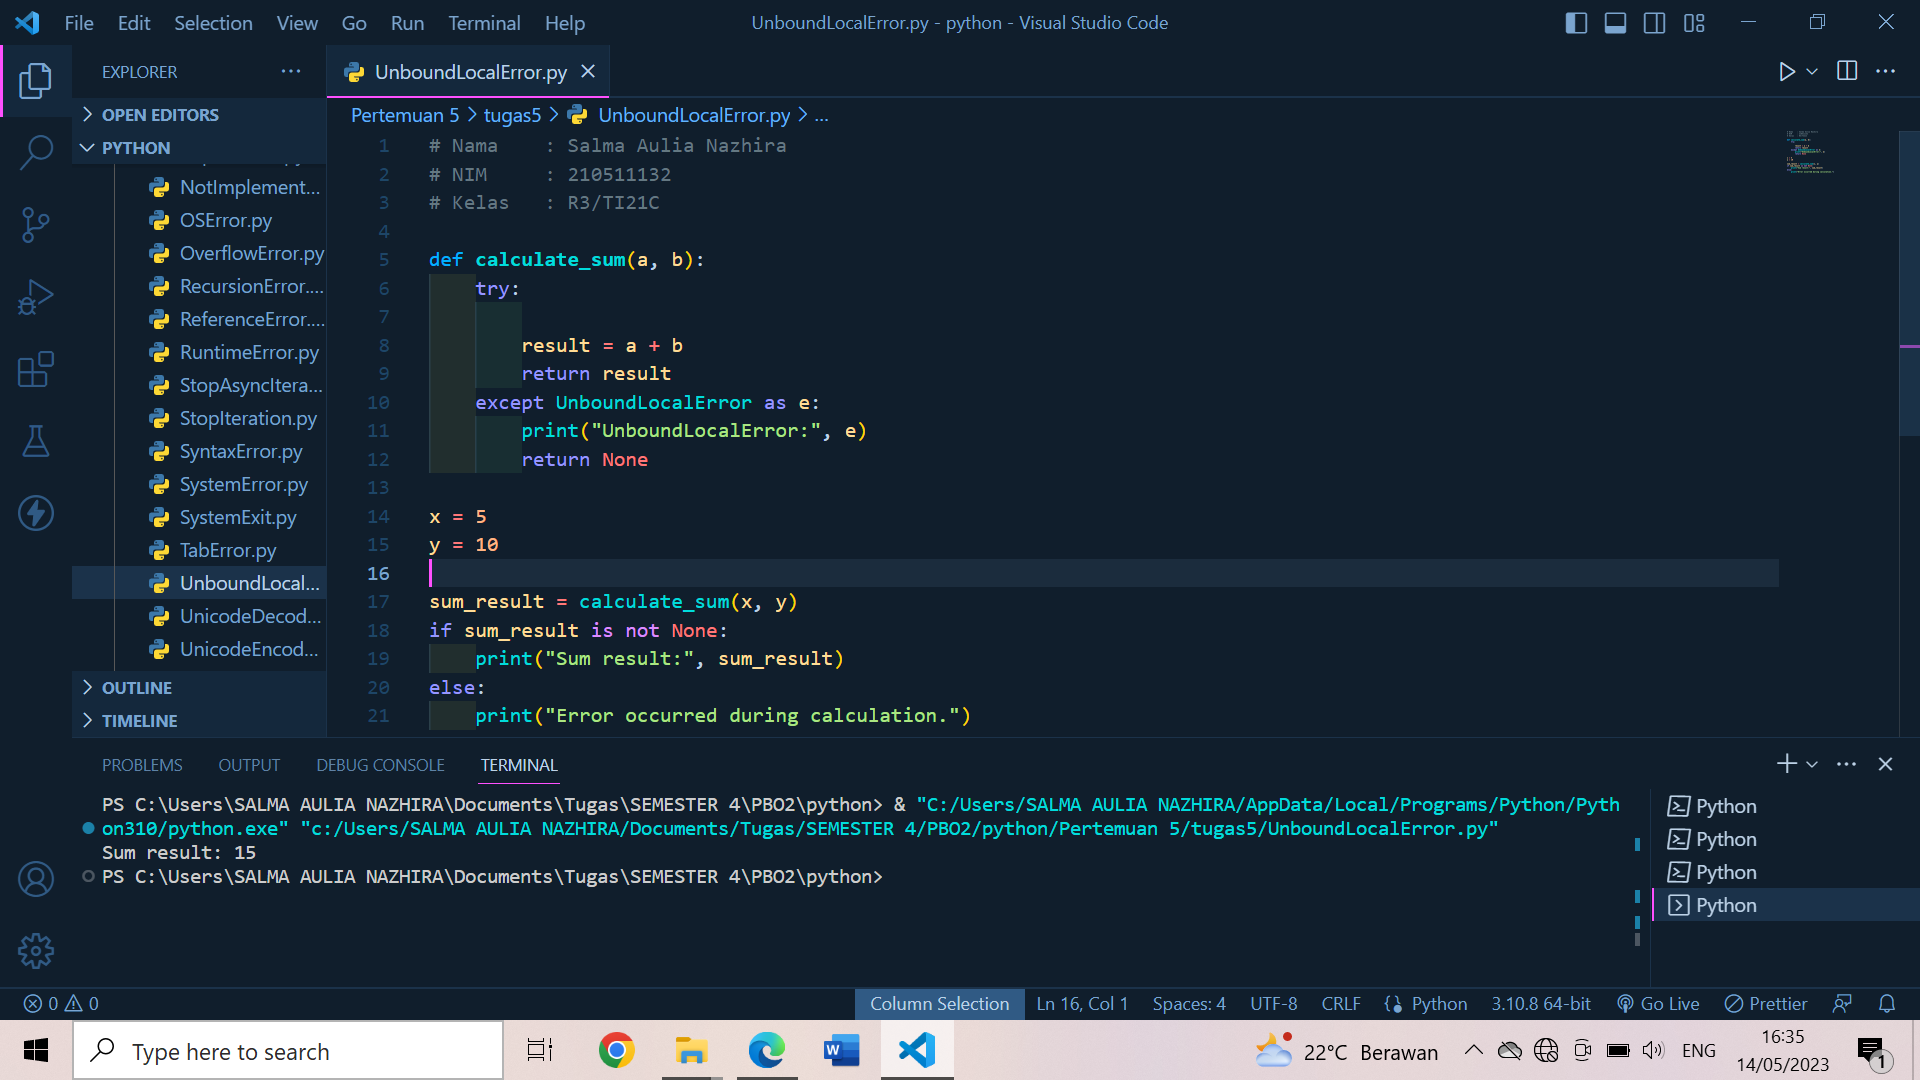 File Edit Selection View Go Run Terminal Help
UnboundLocalError.py - python - Visual Studio Code
EXPLORER
OPEN EDITORS
PYTHON
NotImplement...
OSError.py
OverflowError.py
RecursionError....
ReferenceError....
RuntimeError.py
StopAsyncItera...
StopIteration.py
SyntaxError.py
SystemError.py
SystemExit.py
TabError.py
UnboundLocal...
UnicodeDecod...
UnicodeEncod...
OUTLINE
TIMELINE
UnboundLocalError.py
Pertemuan 5 > tugas5 > UnboundLocalError.py > ...
1 # Nama    : Salma Aulia Nazhira
2 # NIM     : 210511132
3 # Kelas   : R3/TI21C
4
5 def calculate_sum(a, b):
6     try:
7
8         result = a + b
9         return result
10     except UnboundLocalError as e:
11         print("UnboundLocalError:", e)
12         return None
13
14 x = 5
15 y = 10
16
17 sum_result = calculate_sum(x, y)
18 if sum_result is not None:
19     print("Sum result:", sum_result)
20 else:
21     print("Error occurred during calculation.")
PROBLEMS OUTPUT DEBUG CONSOLE TERMINAL
PS C:\Users\SALMA AULIA NAZHIRA\Documents\Tugas\SEMESTER 4\PBO2\python> & "C:/Users/SALMA AULIA NAZHIRA/AppData/Local/Programs/Python/Pyth
on310/python.exe" "c:/Users/SALMA AULIA NAZHIRA/Documents/Tugas/SEMESTER 4/PBO2/python/Pertemuan 5/tugas5/UnboundLocalError.py"
Sum result: 15
PS C:\Users\SALMA AULIA NAZHIRA\Documents\Tugas\SEMESTER 4\PBO2\python>
Python
Python
Python
Python
0 0
Column Selection Ln 16, Col 1 Spaces: 4 UTF-8 CRLF Python 3.10.8 64-bit Go Live Prettier
Type here to search
22°C Berawan
ENG
16:35
14/05/2023
1